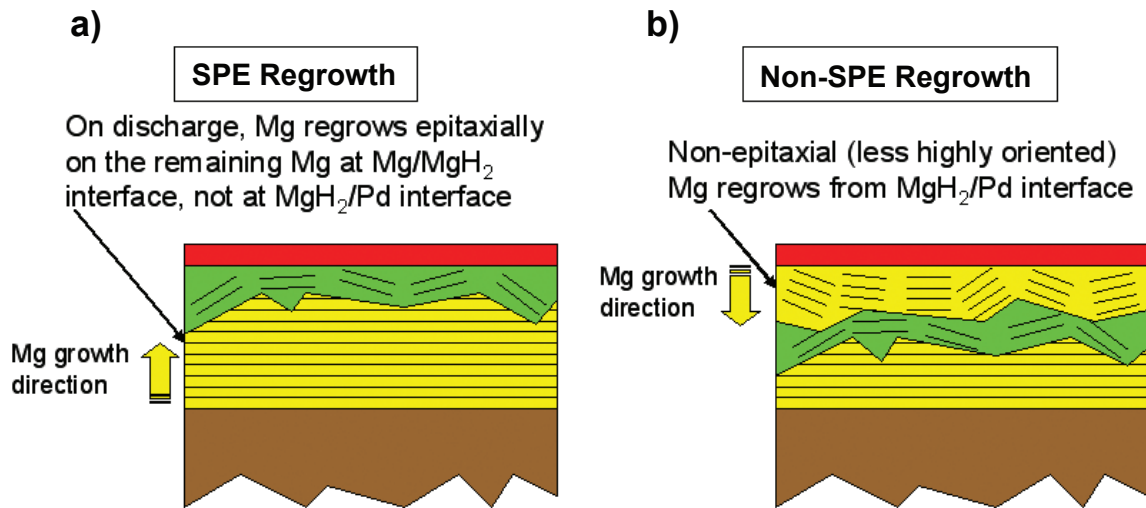 a)
SPE Regrowth
On discharge, Mg regrows epitaxially
on the remaining Mg at Mg/MgH₂
interface, not at MgH₂/Pd interface
Mg growth
direction
b)
Non-SPE Regrowth
Non-epitaxial (less highly oriented)
Mg regrows from MgH₂/Pd interface
Mg growth
direction